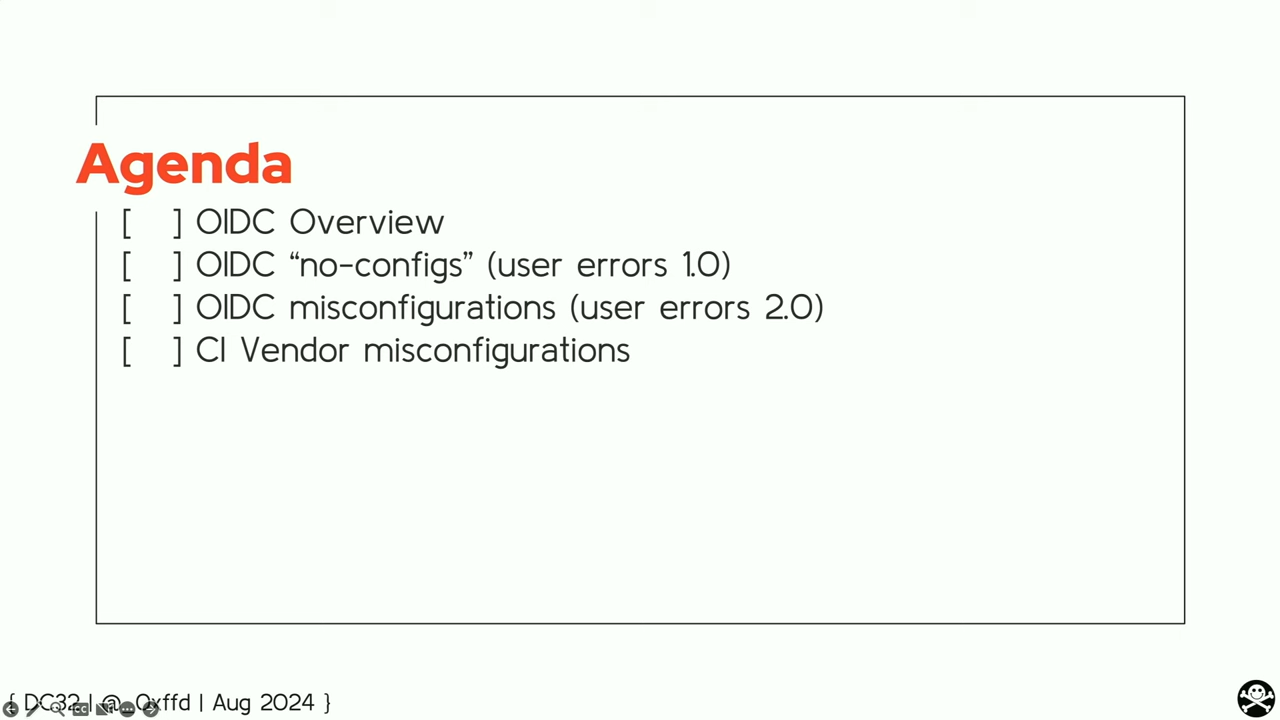 Agenda
[ ] OIDC Overview
[ ] OIDC “no-configs” (user errors 1.0)
[ ] OIDC misconfigurations (user errors 2.0)
[ ] CI Vendor misconfigurations
{ DC32 | @_0xffd | Aug 2024 }